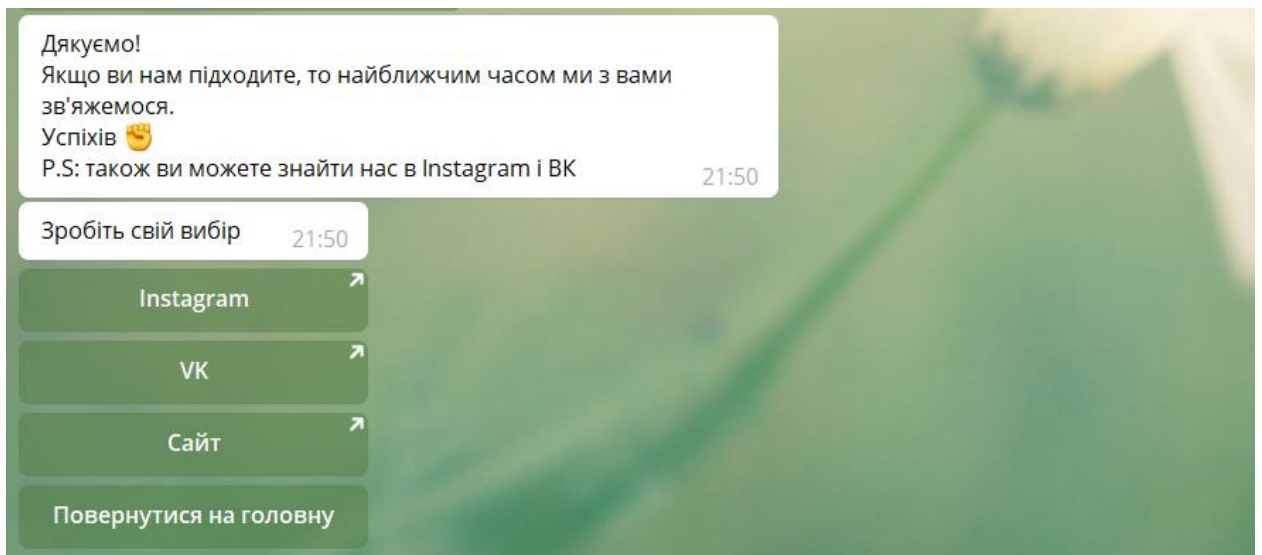 Дякуємо!
Якщо ви нам підходите, то найближчим часом ми з вами
зв'яжемося.
Успіхів ✊
P.S: також ви можете знайти нас в Instagram і ВК
21:50
Зробіть свій вибір
21:50
Instagram
VK
Сайт
Повернутися на головну